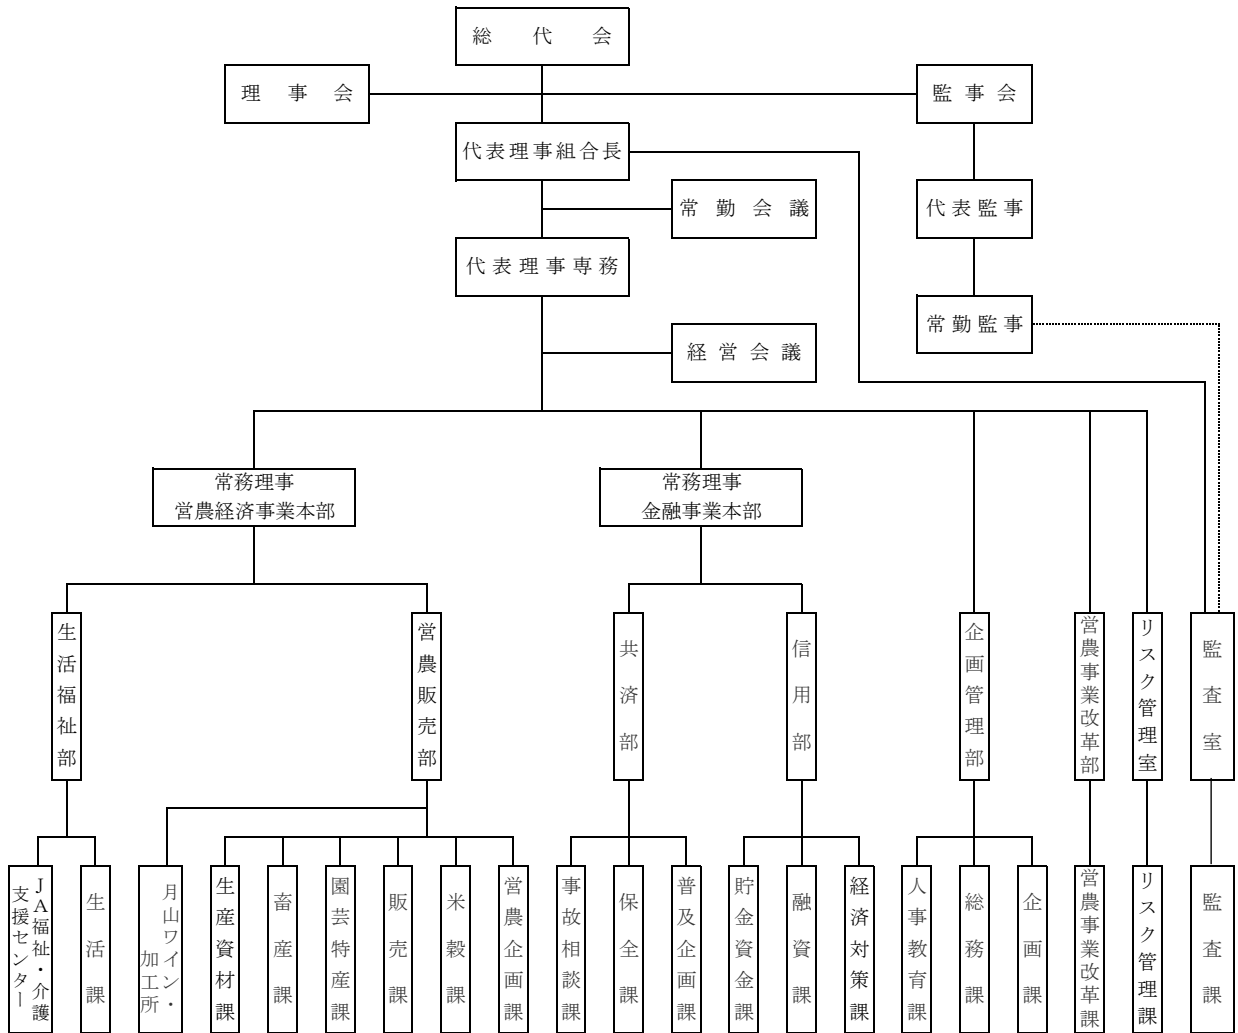 総代会
理事会
監事会
代表理事組合長
常勤会議
代表監事
代表理事専務
常勤監事
経営会議
常務理事
営農経済事業本部
常務理事
金融事業本部
生活福祉部
営農販売部
共済部
信用部
企画管理部
営農事業改革部
リスク管理室
監査室
JA福祉・介護
支援センター
生活課
月山ワイン・
加工所
生産資材課
畜産課
園芸特産課
販売課
米穀課
営農企画課
事故相談課
保全課
普及企画課
貯金資金課
融資課
経済対策課
人事教育課
総務課
企画課
営農事業改革課
リスク管理課
監査課